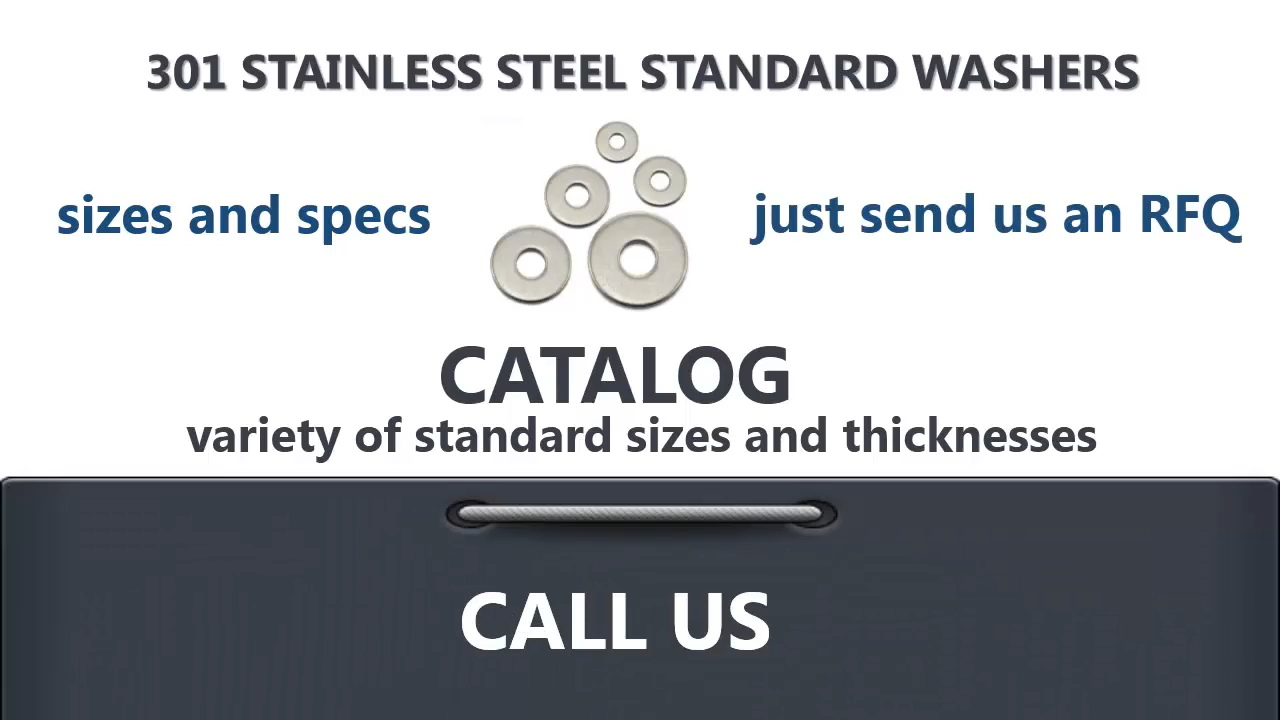 301 STAINLESS STEEL STANDARD WASHERS
sizes and specs
just send us an RFQ
CATALOG
variety of standard sizes and thicknesses
CALL US